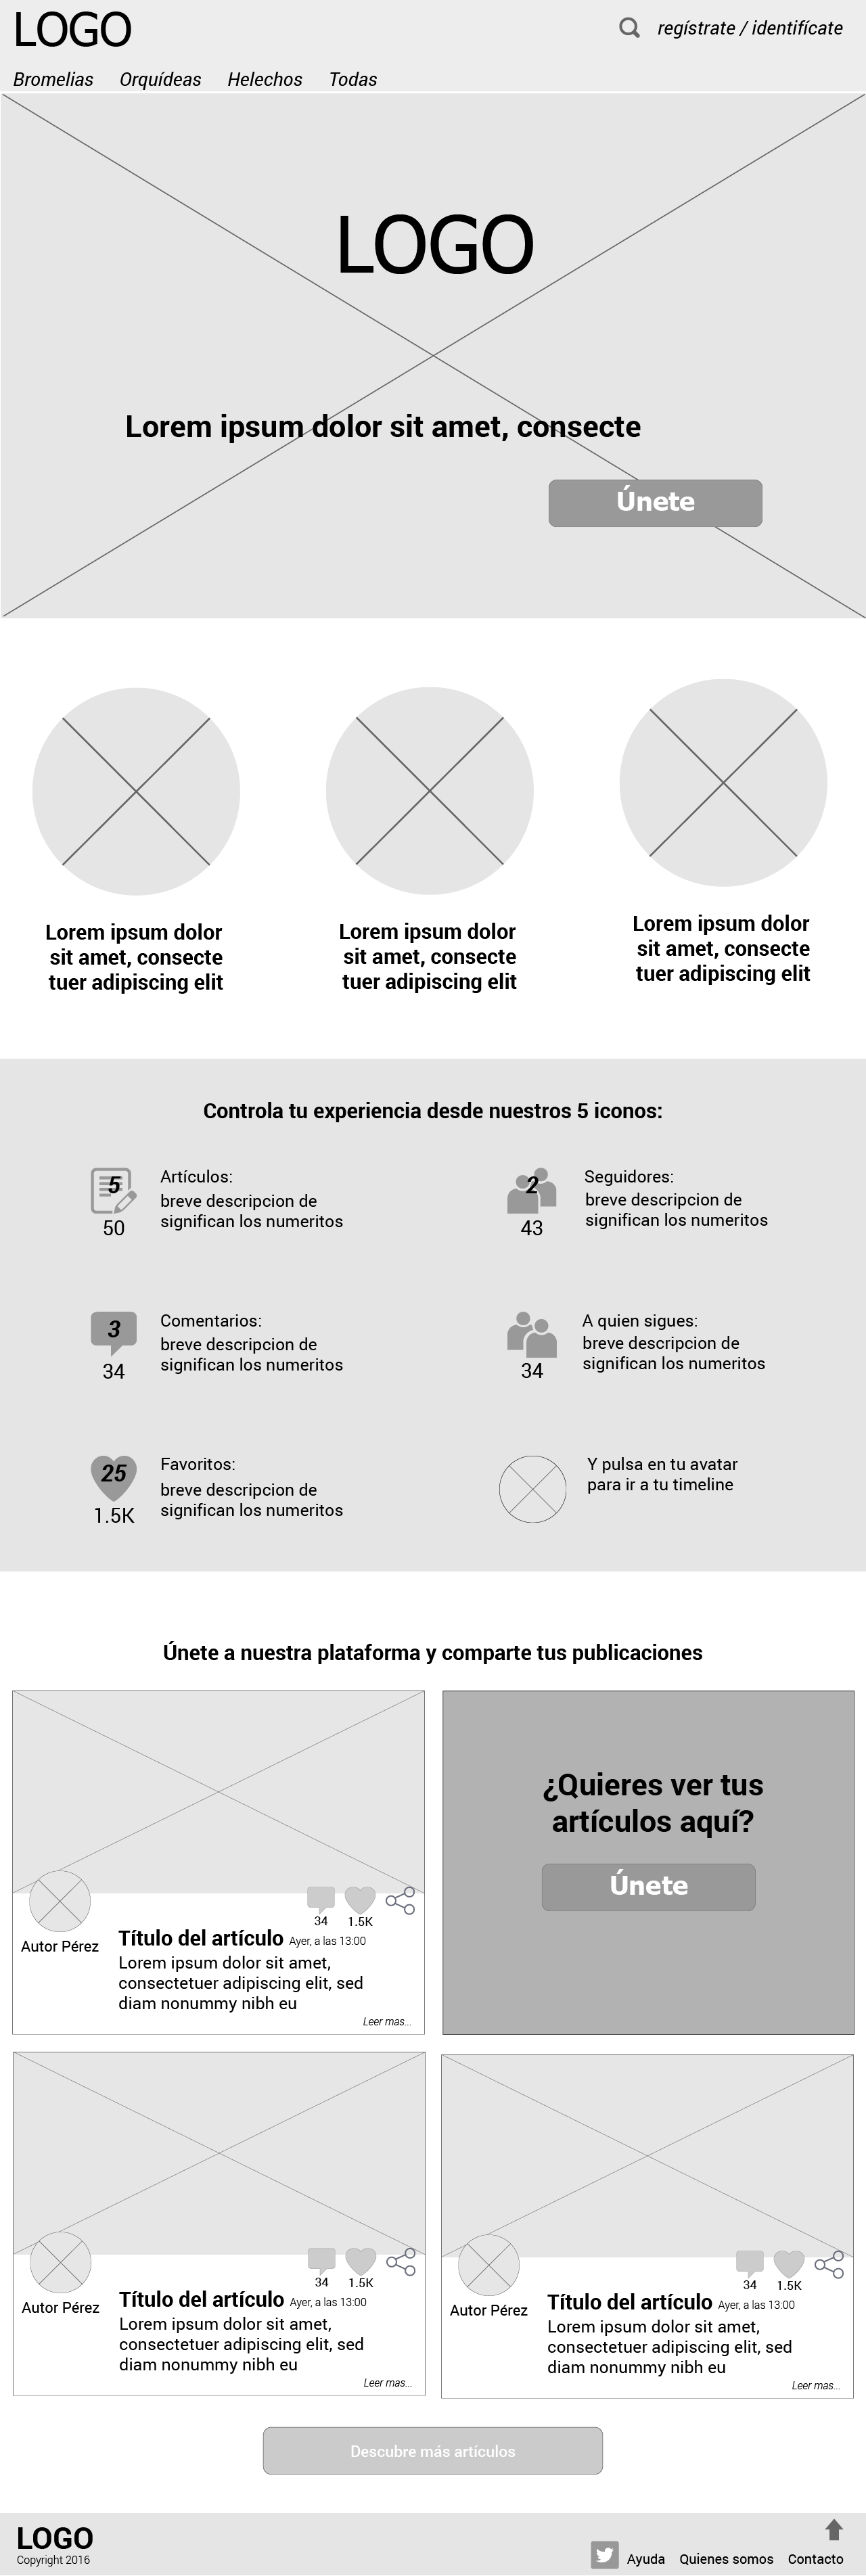 LOGO
regístrate / identifícate
Bromelias Orquídeas Helechos Todas
LOGO
Lorem ipsum dolor sit amet, consecte
Únete
Lorem ipsum dolor
sit amet, consecte
tuer adipiscing elit
Lorem ipsum dolor
sit amet, consecte
tuer adipiscing elit
Lorem ipsum dolor
sit amet, consecte
tuer adipiscing elit
Controla tu experiencia desde nuestros 5 iconos:
5
50
Artículos:
breve descripcion de
significan los numeritos
2
43
Seguidores:
breve descripcion de
significan los numeritos
3
34
Comentarios:
breve descripcion de
significan los numeritos
34
A quien sigues:
breve descripcion de
significan los numeritos
25
1.5K
Favoritos:
breve descripcion de
significan los numeritos
Y pulsa en tu avatar
para ir a tu timeline
Únete a nuestra plataforma y comparte tus publicaciones
34 1.5K
Autor Pérez
Título del artículo Ayer, a las 13:00
Lorem ipsum dolor sit amet,
consectetuer adipiscing elit, sed
diam nonummy nibh eu
Leer mas...
¿Quieres ver tus
artículos aquí?
Únete
34 1.5K
Autor Pérez
Título del artículo Ayer, a las 13:00
Lorem ipsum dolor sit amet,
consectetuer adipiscing elit, sed
diam nonummy nibh eu
Leer mas...
34 1.5K
Autor Pérez
Título del artículo Ayer, a las 13:00
Lorem ipsum dolor sit amet,
consectetuer adipiscing elit, sed
diam nonummy nibh eu
Leer mas...
Descubre más artículos
LOGO
Copyright 2016
Ayuda Quienes somos Contacto